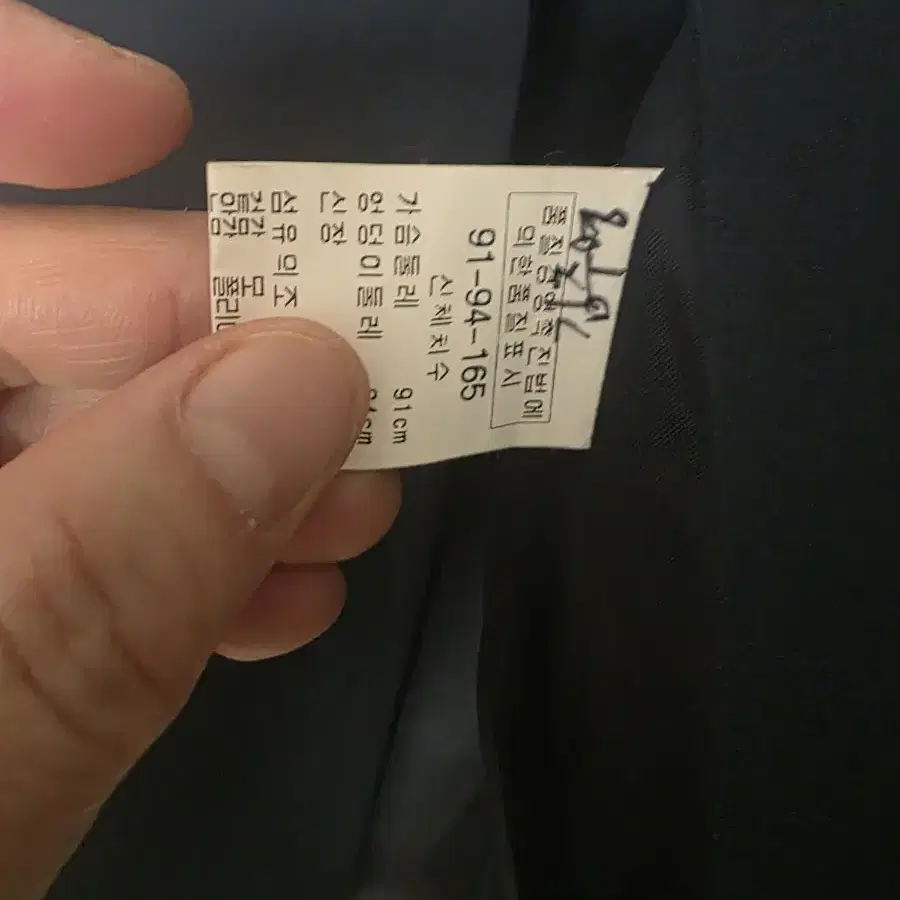 품질경영촉진법에
의한품질표시
91-94-165
신체치수
가슴둘레 91cm
엉덩이둘레
신장
섬유의조
겉감 모
안감 폴리